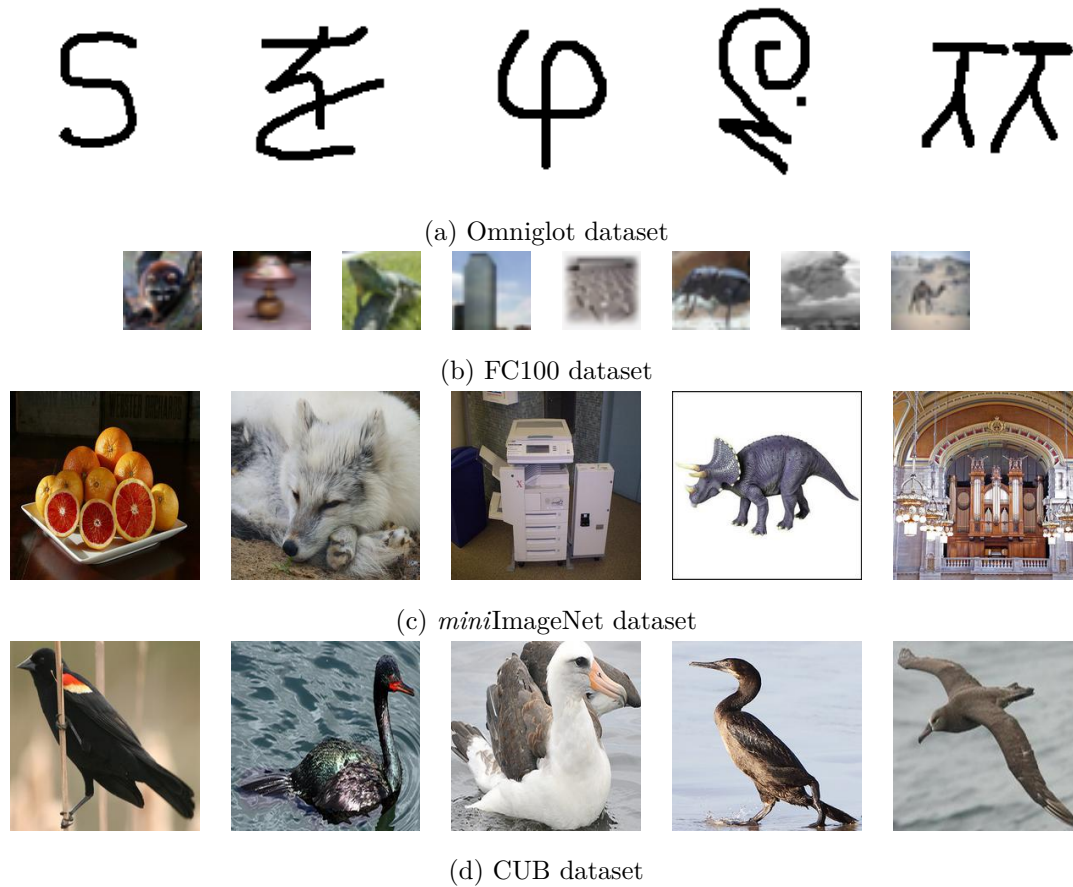 (a) Omniglot dataset
(b) FC100 dataset
(c) miniImageNet dataset
(d) CUB dataset